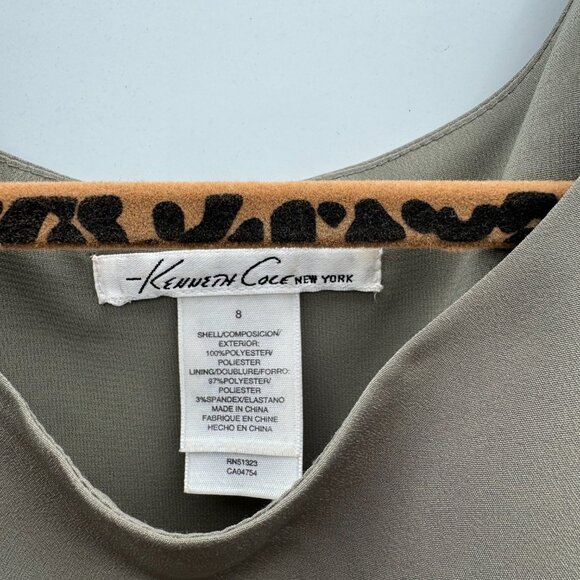 Kenneth Cole NEW YORK
8
SHELL/COMPOSICION/
EXTERIOR:
100%POLYESTER/
POLIESTER
LINING/DOUBLURE/FORRO:
97%POLYESTER/
POLIESTER
3%SPANDEX/ELASTANO
MADE IN CHINA
FABRIQUE EN CHINE
HECHO EN CHINA
RN51323
CA04754